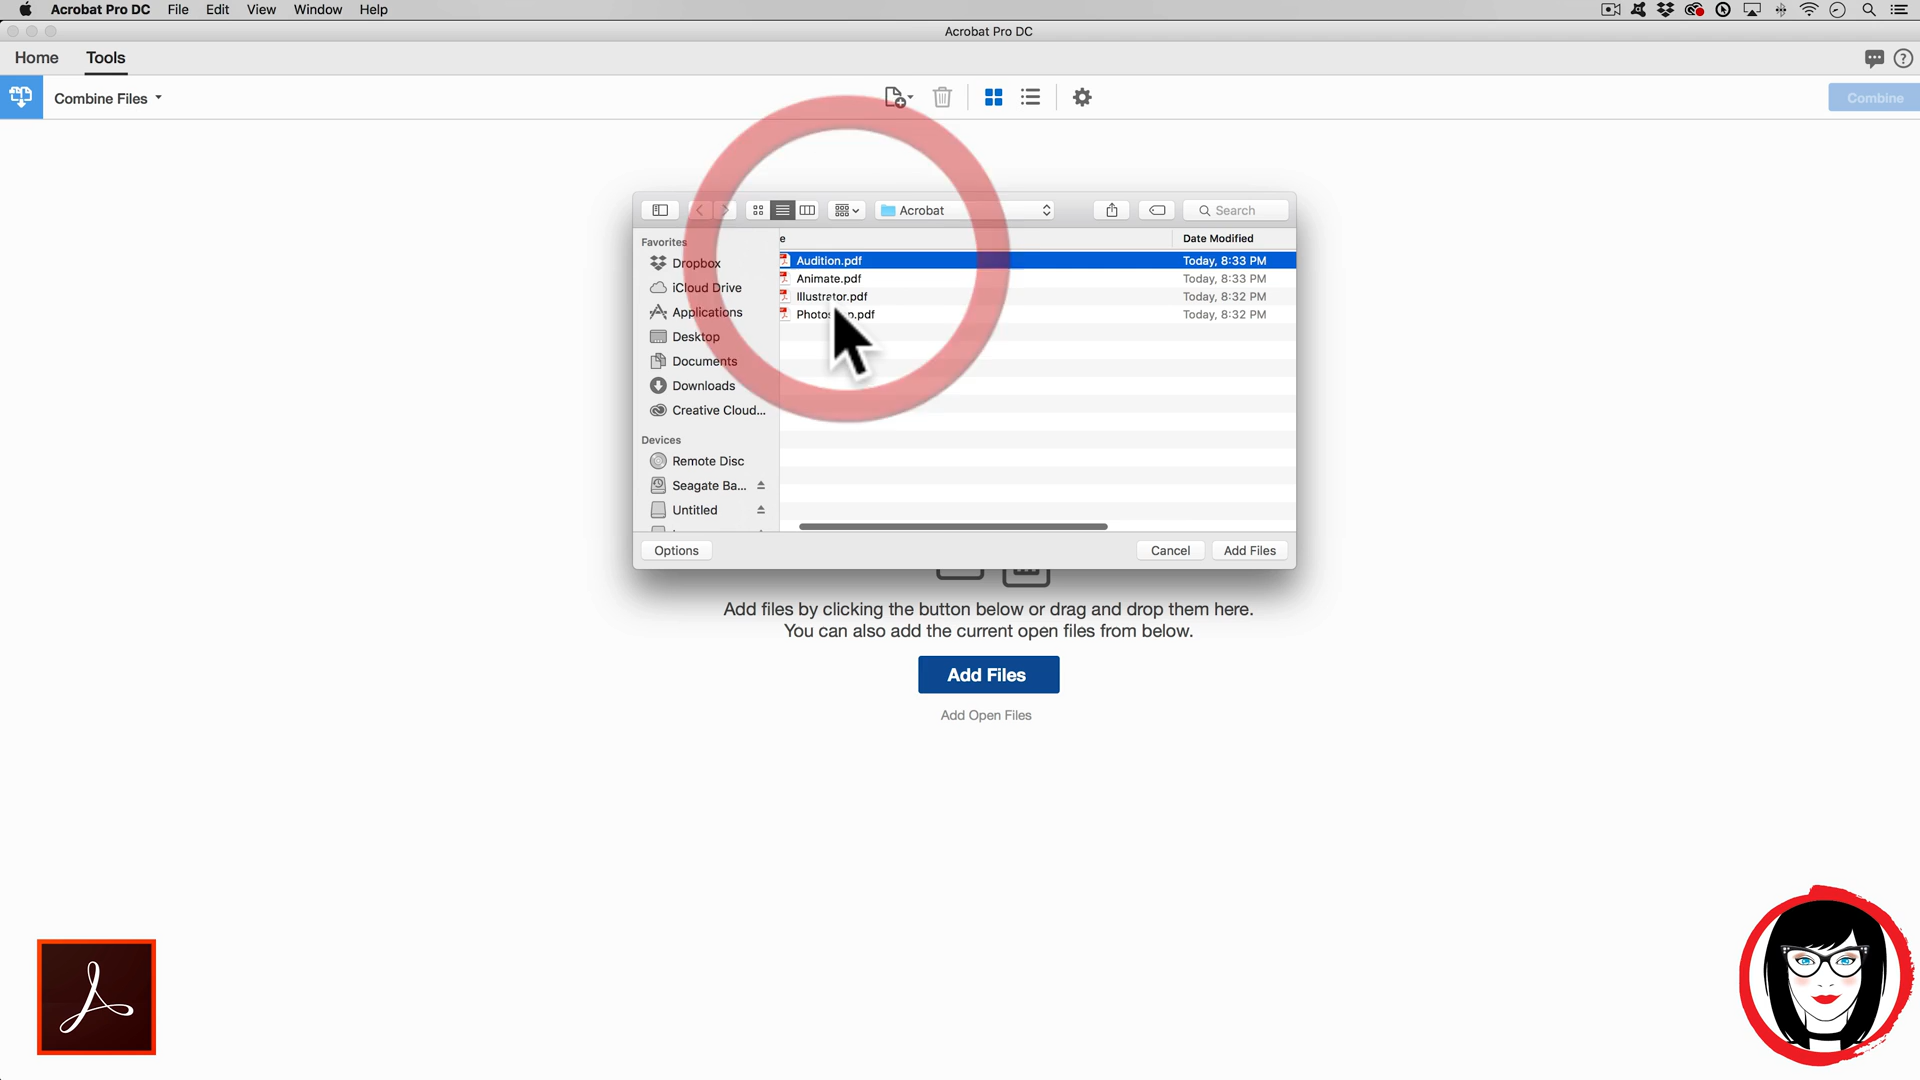 Acrobat Pro DC File Edit View Window Help
Acrobat Pro DC
Home Tools
Combine Files
Combine
Acrobat
Search
Favorites
e
Date Modified
Dropbox
Audition.pdf Today, 8:33 PM
Animate.pdf Today, 8:33 PM
iCloud Drive
Illustrator.pdf Today, 8:32 PM
Applications
Photos p.pdf Today, 8:32 PM
Desktop
Documents
Downloads
Creative Cloud...
Devices
Remote Disc
Seagate Ba...
Untitled
Options Cancel Add Files
Add files by clicking the button below or drag and drop them here.
You can also add the current open files from below.
Add Files
Add Open Files